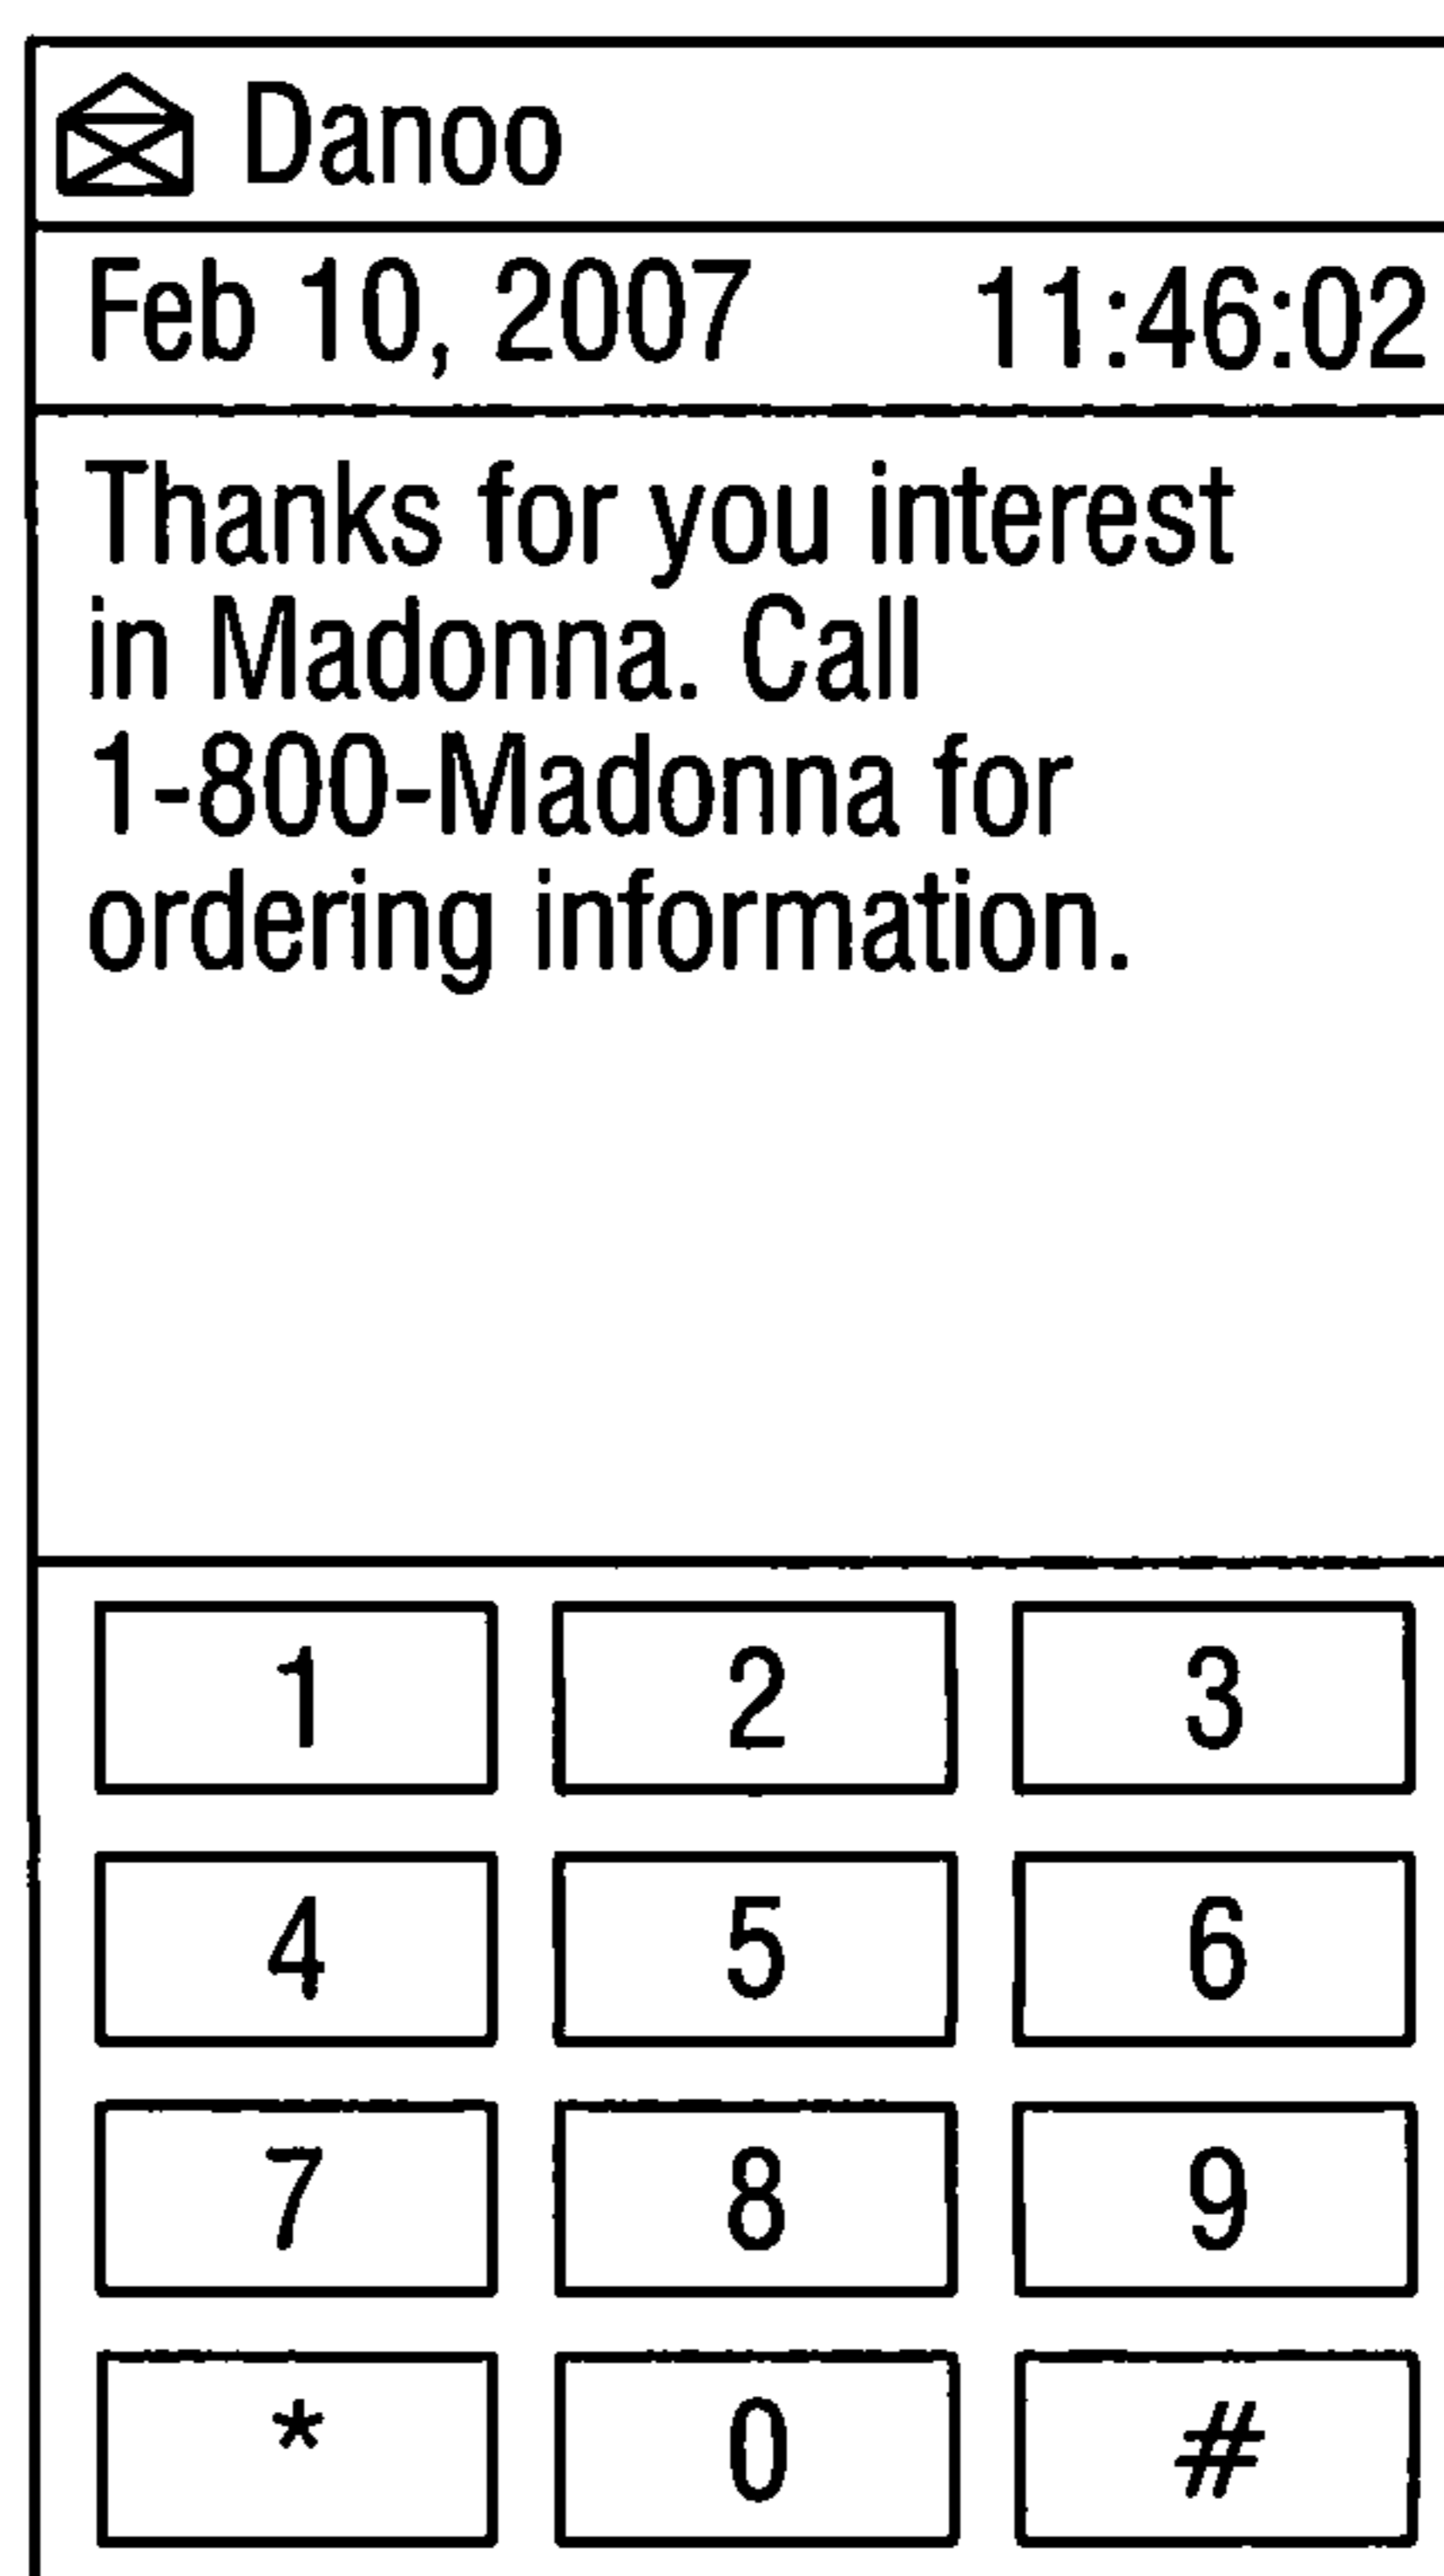 Danoo
Feb 10, 2007 11:46:02
Thanks for you interest
in Madonna. Call
1-800-Madonna for
ordering information.
1 2 3
4 5 6
7 8 9
* 0 #